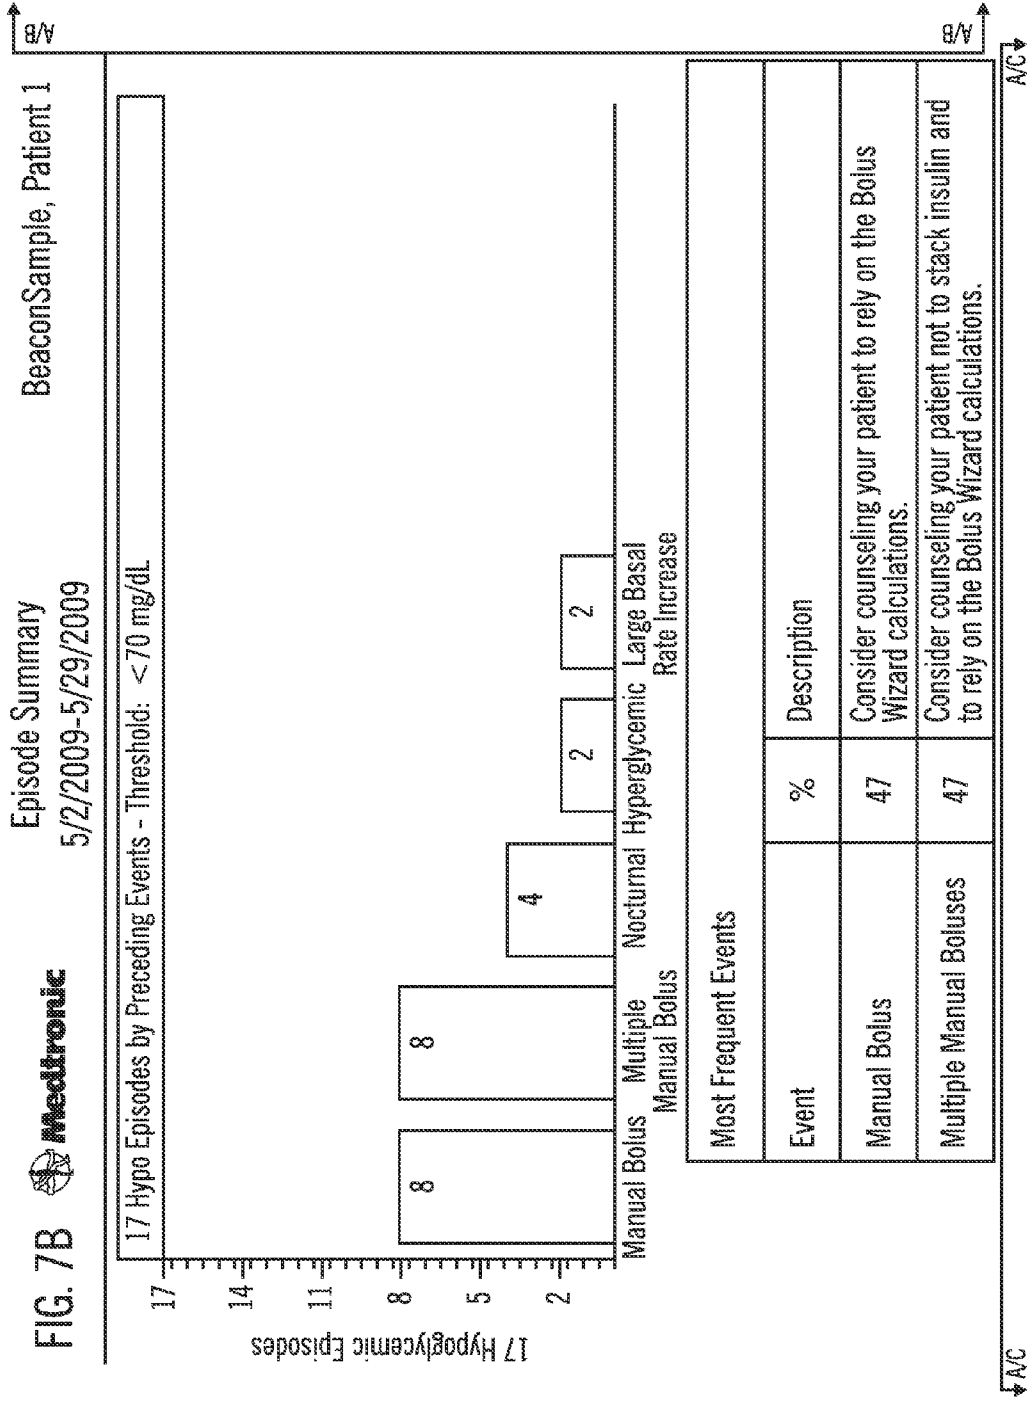 FIG. 7B
Medtronic
Episode Summary
5/2/2009-5/29/2009
BeaconSample, Patient 1
A/B
A/B
17 Hypo Episodes by Preceding Events - Threshold: <70 mg/dL
17 Hypoglycemic Episodes
17
14
11
8
5
2
8
8
4
2
2
Manual Bolus
Multiple
Manual Bolus
Nocturnal
Hyperglycemic
Large Basal
Rate Increase
Most Frequent Events
Event % Description
Manual Bolus 47 Consider counseling your patient to rely on the Bolus
Wizard calculations.
Multiple Manual Boluses 47 Consider counseling your patient not to stack insulin and
to rely on the Bolus Wizard calculations.
A/C
A/C